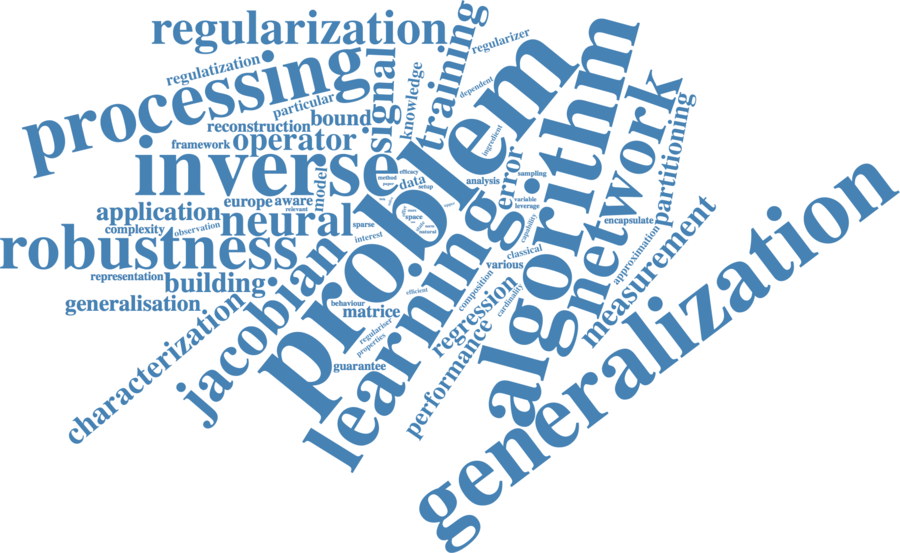 regularization
regularizer
training
regulatization
processing
signal
problem
algorithm
dependent
knowledge
particular
bound
reconstruction
operator
framework
network
partitioning
ingredient
inverse
model
method
efficacy
paper
data
setup
analysis
error
sampling
europe
aware
relevant
variable
leverage
application
neural
space
natural
sparse
capability
encapsulate
complexity
observation
interest
robustness
classical
various
approximation
measurement
representation
building
generalisation
jacobian
efficient
composition
cardinality
behaviour
matrice
learning
regression
regulariser
properties
guarantee
performance
characterization
generalization